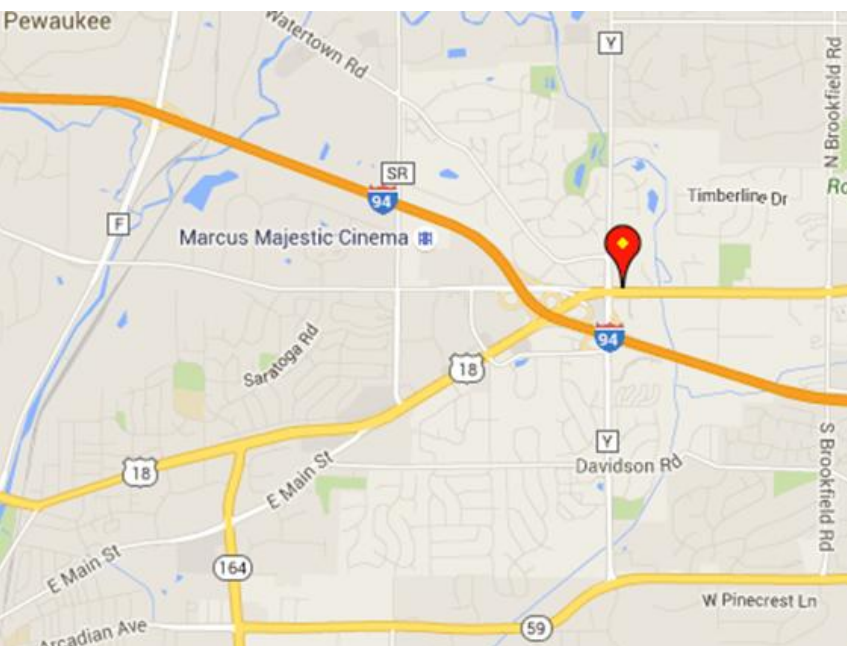 Pewaukee
Watertown Rd
Y
N Brookfield Rd
SR
94
Timberline Dr
Ro
F
Marcus Majestic Cinema
94
Saratoga Rd
18
Y
Davidson Rd
18
E Main St
S Brookfield Rd
E Main St
164
W Pinecrest Ln
Arcadian Ave
59